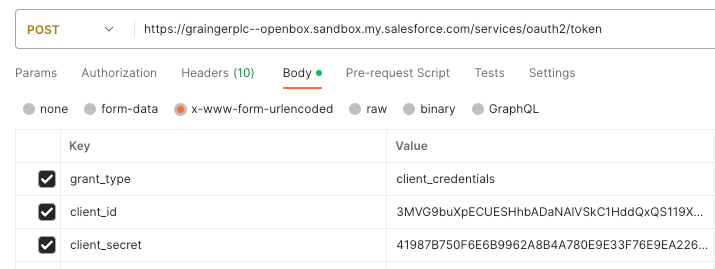 POST https://graingerplc--openbox.sandbox.my.salesforce.com/services/oauth2/token
Params Authorization Headers (10) Body Pre-request Script Tests Settings
none form-data x-www-form-urlencoded raw binary GraphQL
Key Value
grant_type client_credentials
client_id 3MVG9buXpECUESHhbADaNAlVSkC1HddQxQS119X...
client_secret 41987B750F6E6B9962A8B4A780E9E33F76E9EA226...